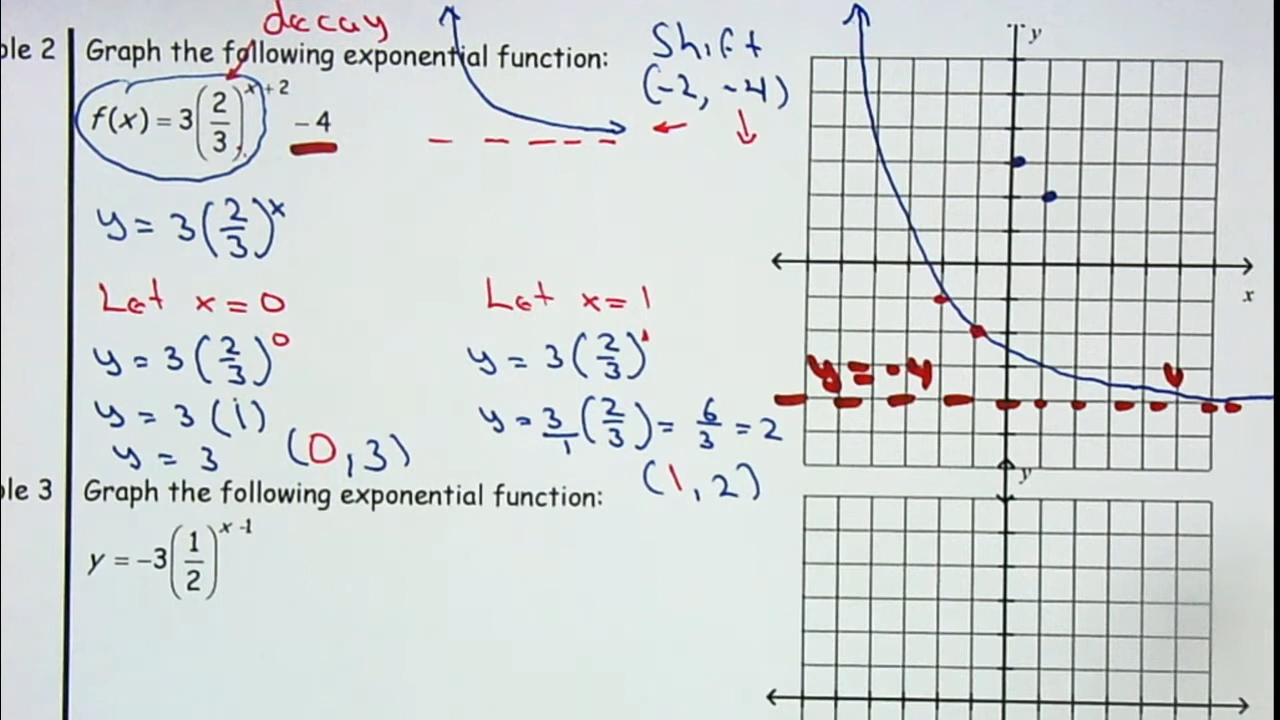 decay
ble 2 Graph the following exponential function:
f(x) = 3(2/3)^(x+2) - 4
Shift
(-2, -4)
y = 3(2/3)^x
Let x = 0
y = 3(2/3)^0
y = 3(1)
y = 3 (0, 3)
Let x = 1
y = 3(2/3)^1
y = 3/1(2/3) = 6/3 = 2
(1, 2)
y
x
y = -4
ble 3 Graph the following exponential function:
y = -3(1/2)^(x-1)
y